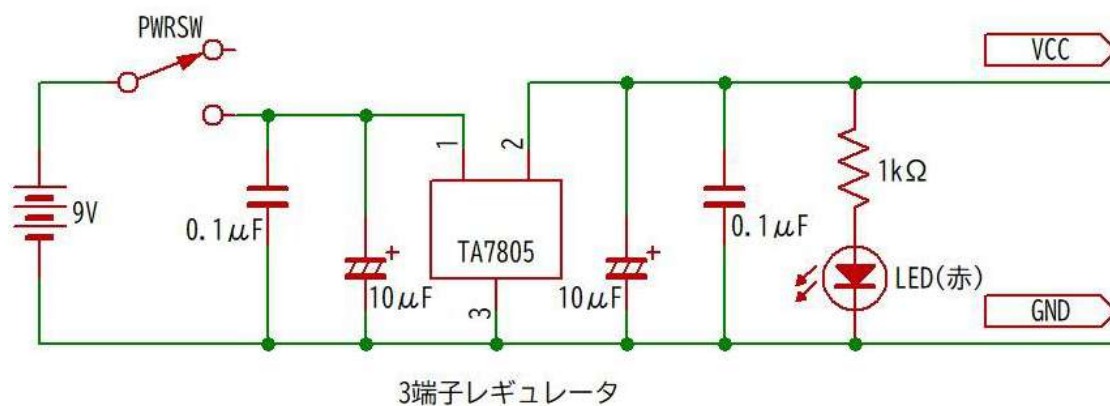 PWRSW
VCC
1
2
1kΩ
9V
0.1μF
TA7805
0.1μF
10μF
3
10μF
LED(赤)
GND
3端子レギュレータ